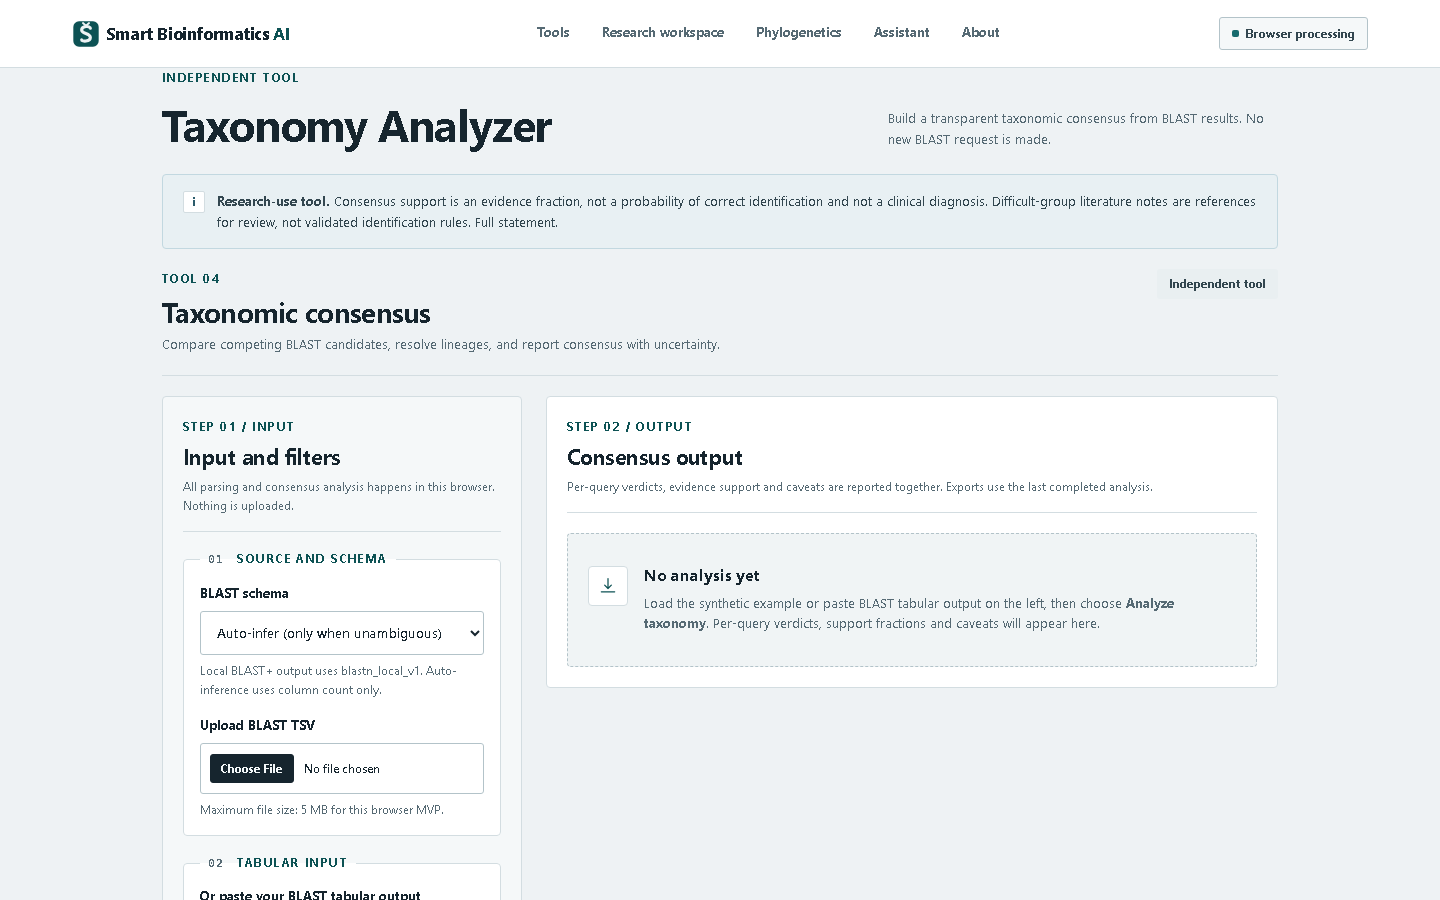 Š Smart Bioinformatics AI
Tools
Research workspace
Phylogenetics
Assistant
About
Browser processing
INDEPENDENT TOOL
Taxonomy Analyzer
Build a transparent taxonomic consensus from BLAST results. No
new BLAST request is made.
i
Research-use tool. Consensus support is an evidence fraction, not a probability of correct identification and not a clinical diagnosis. Difficult-group literature notes are references
for review, not validated identification rules. Full statement.
TOOL 04
Independent tool
Taxonomic consensus
Compare competing BLAST candidates, resolve lineages, and report consensus with uncertainty.
STEP 01 / INPUT
Input and filters
All parsing and consensus analysis happens in this browser.
Nothing is uploaded.
01 SOURCE AND SCHEMA
BLAST schema
Auto-infer (only when unambiguous)
Local BLAST+ output uses blastn_local_v1. Auto-
inference uses column count only.
Upload BLAST TSV
Choose File No file chosen
Maximum file size: 5 MB for this browser MVP.
02 TABULAR INPUT
Or paste your BLAST tabular output
STEP 02 / OUTPUT
Consensus output
Per-query verdicts, evidence support and caveats are reported together. Exports use the last completed analysis.
No analysis yet
Load the synthetic example or paste BLAST tabular output on the left, then choose Analyze
taxonomy. Per-query verdicts, support fractions and caveats will appear here.